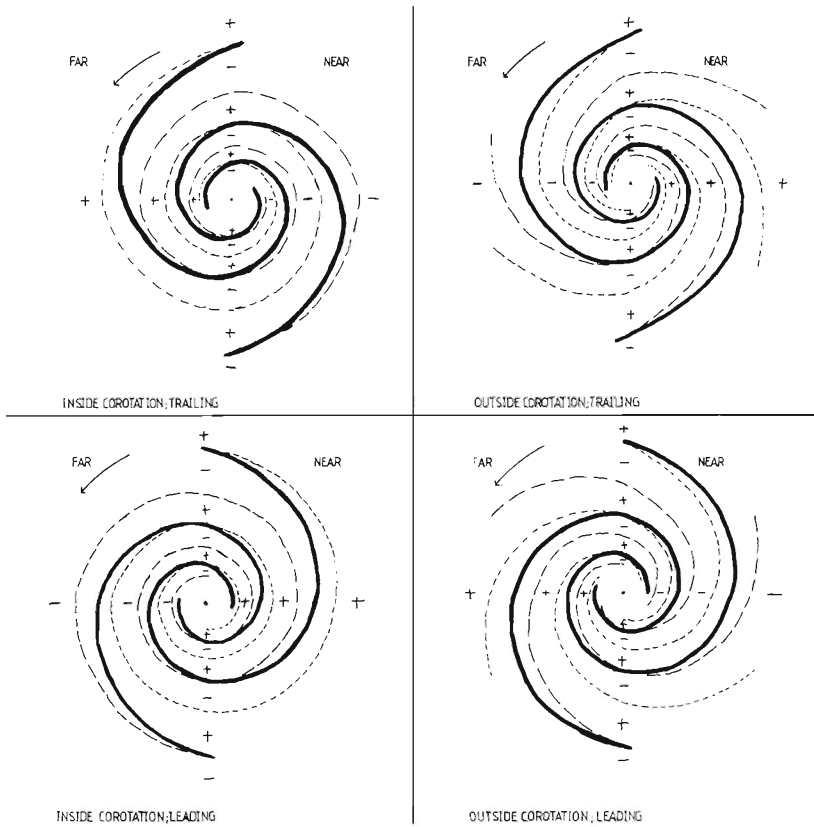 FAR
NEAR
INSIDE COROTATION;TRAILING
FAR
NEAR
OUTSIDE COROTATION;TRAILING
FAR
NEAR
INSIDE COROTATION;LEADING
FAR
NEAR
OUTSIDE COROTATION; LEADING